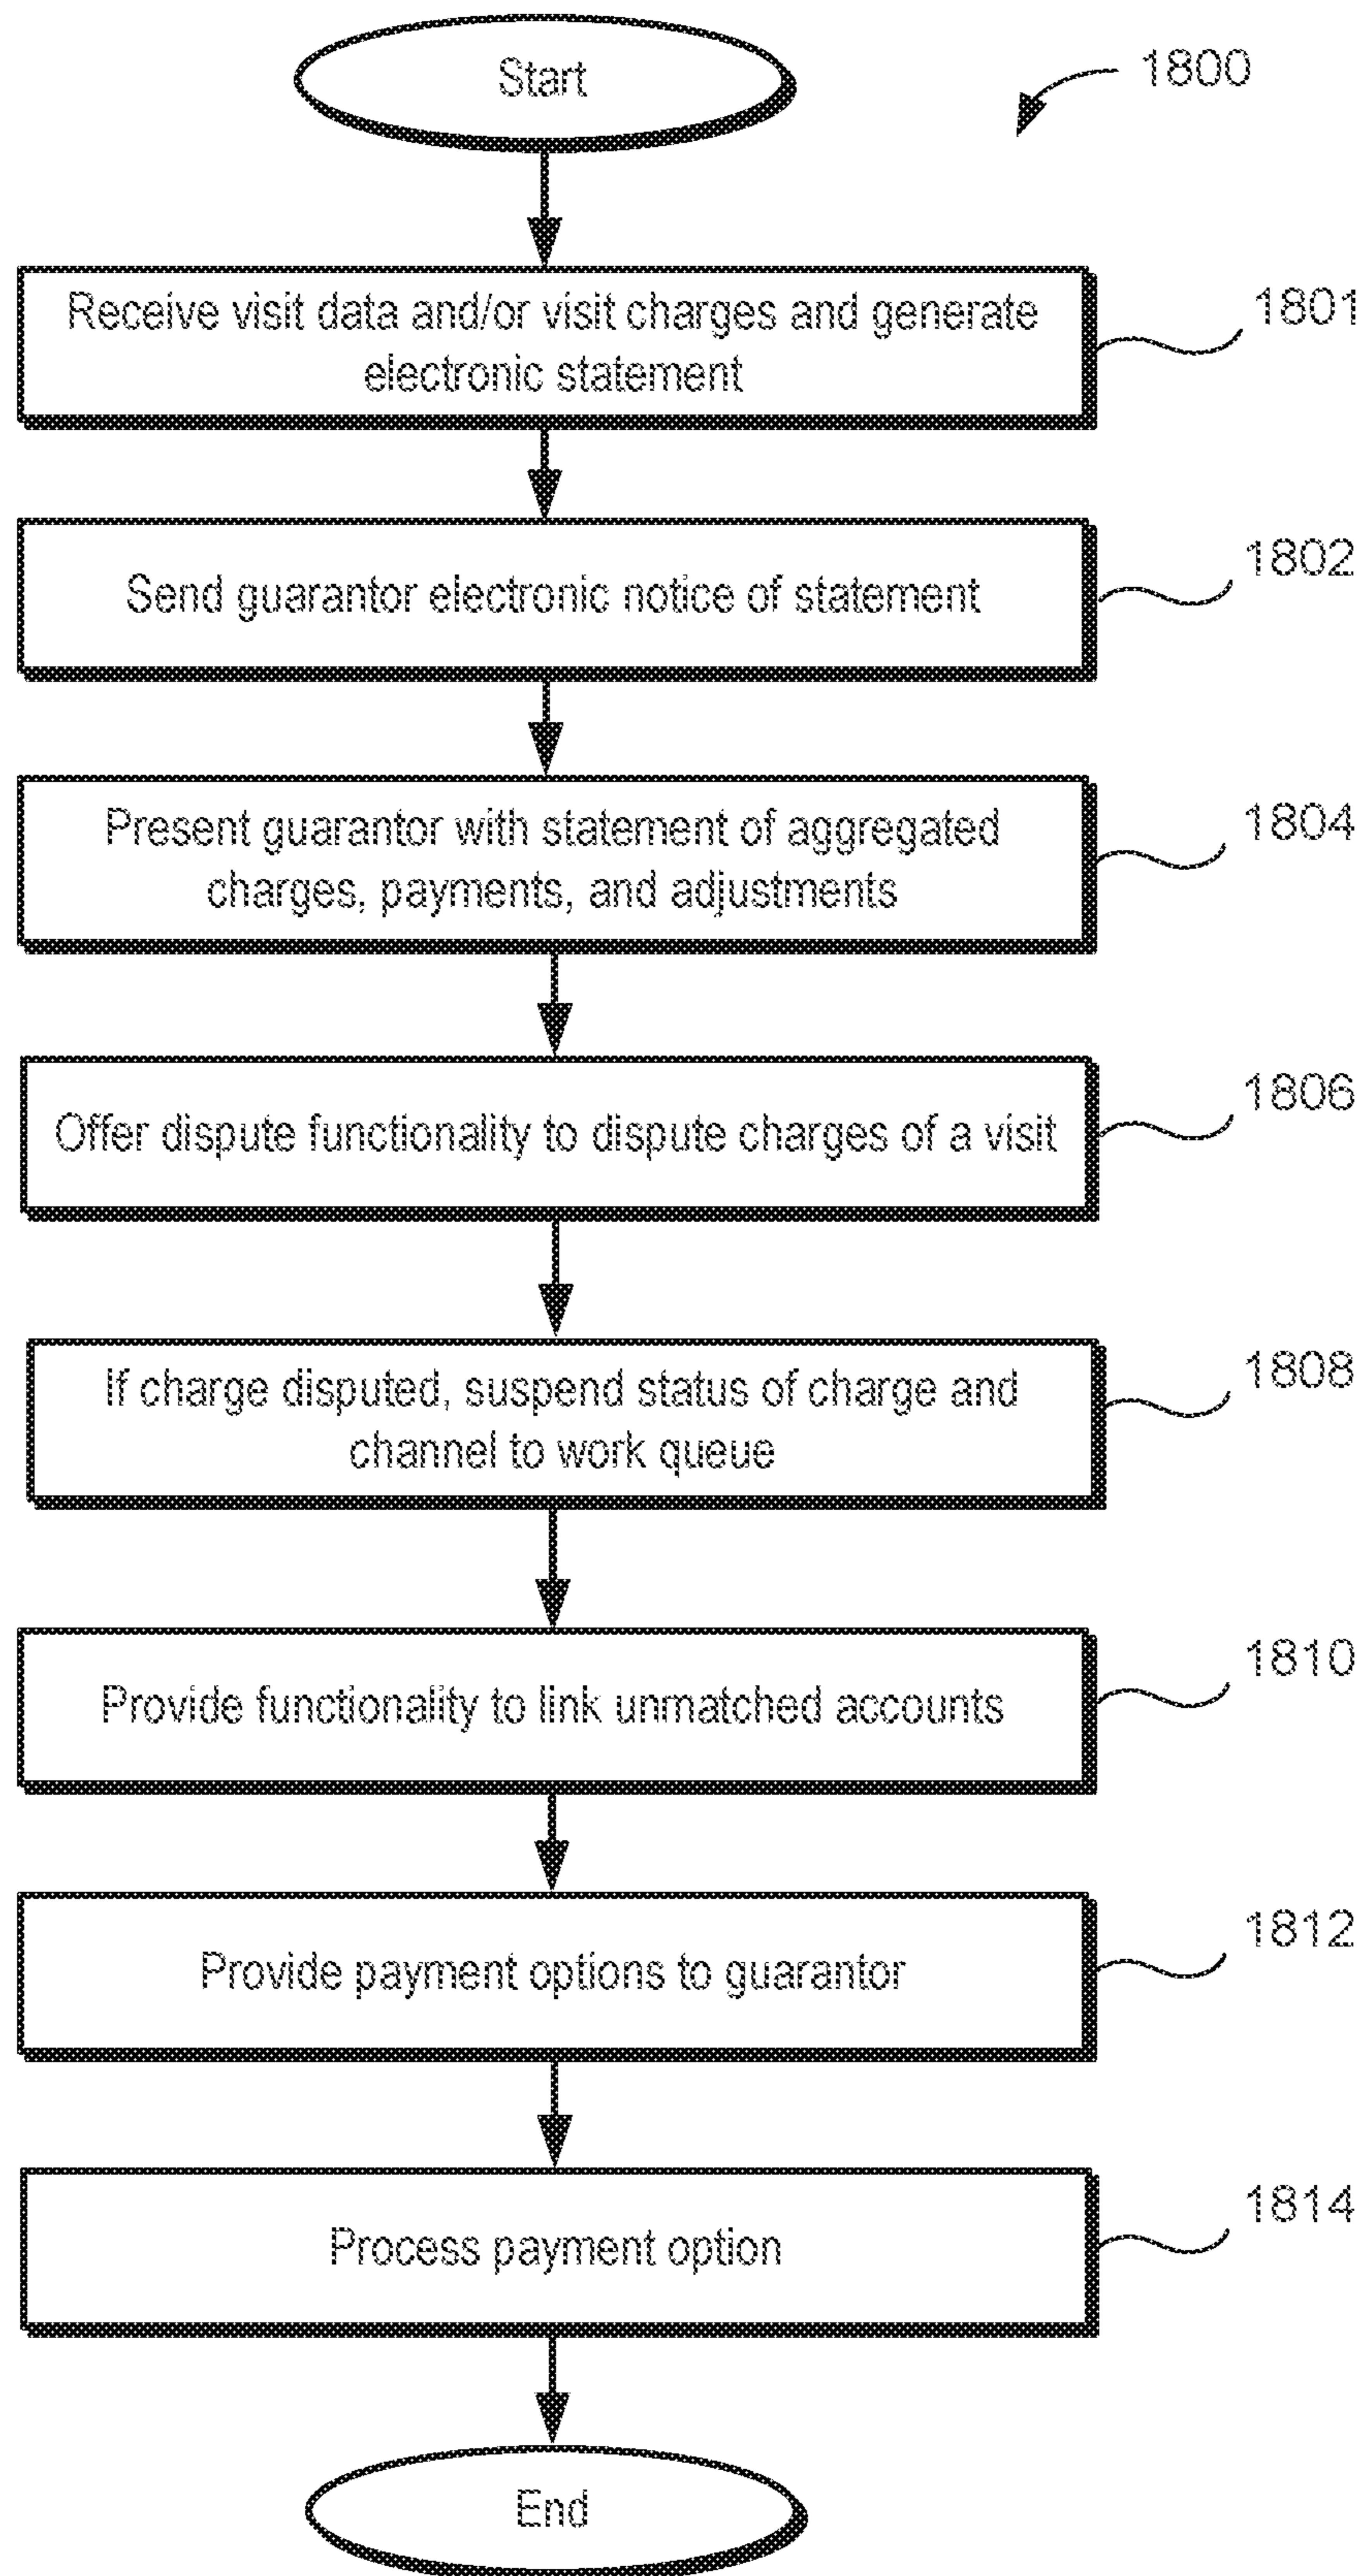 Start
1800
Receive visit data and/or visit charges and generate
electronic statement
1801
Send guarantor electronic notice of statement
1802
Present guarantor with statement of aggregated
charges, payments, and adjustments
1804
Offer dispute functionality to dispute charges of a visit
1806
If charge disputed, suspend status of charge and
channel to work queue
1808
Provide functionality to link unmatched accounts
1810
Provide payment options to guarantor
1812
Process payment option
1814
End